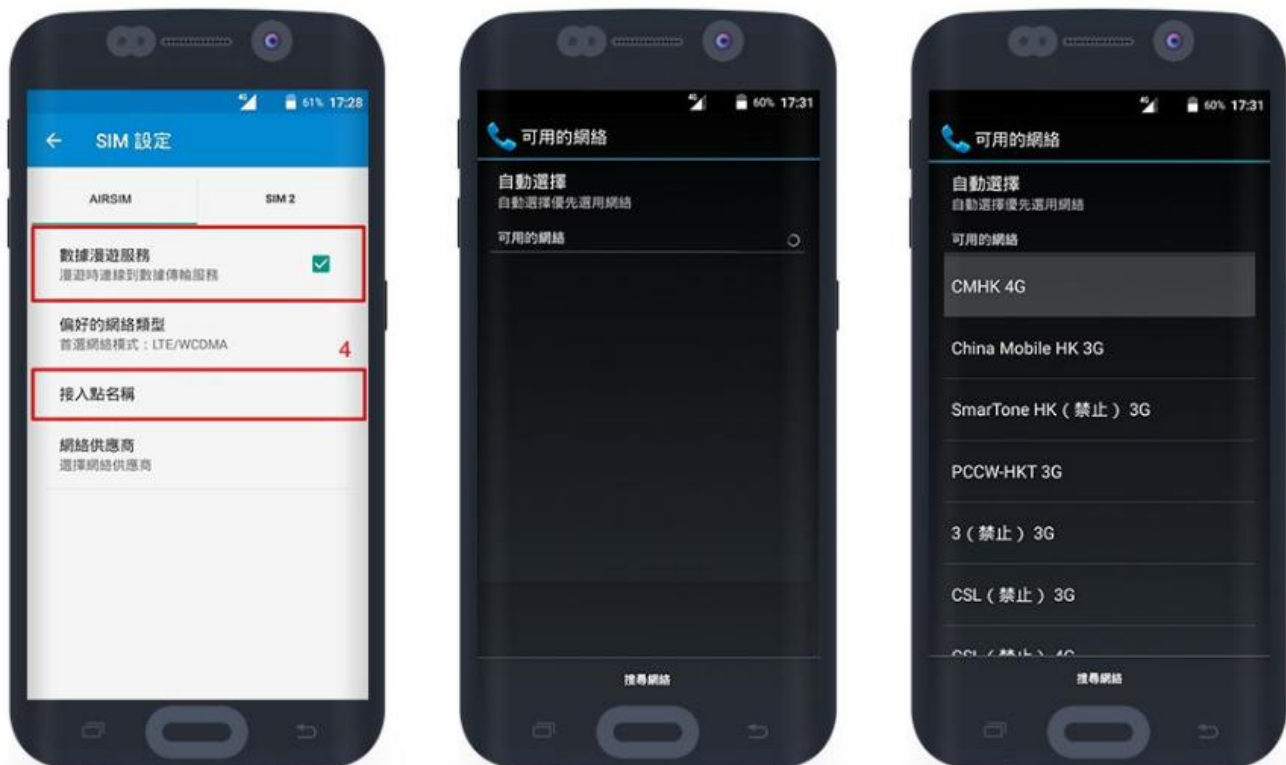 61% 17:28
SIM 設定
AIRSIM
SIM 2
數據漫遊服務
漫遊時連線到數據傳輸服務
偏好的網絡類型
首選網絡模式：LTE/WCDMA
4
接入點名稱
網絡供應商
選擇網絡供應商
4G
60% 17:31
可用的網絡
自動選擇
自動選擇優先選用網絡
可用的網絡
搜尋網絡
4G
60% 17:31
可用的網絡
自動選擇
自動選擇優先選用網絡
可用的網絡
CMHK 4G
China Mobile HK 3G
SmarTone HK（禁止）3G
PCCW-HKT 3G
3（禁止）3G
CSL（禁止）3G
CSL（禁止）4G
搜尋網絡